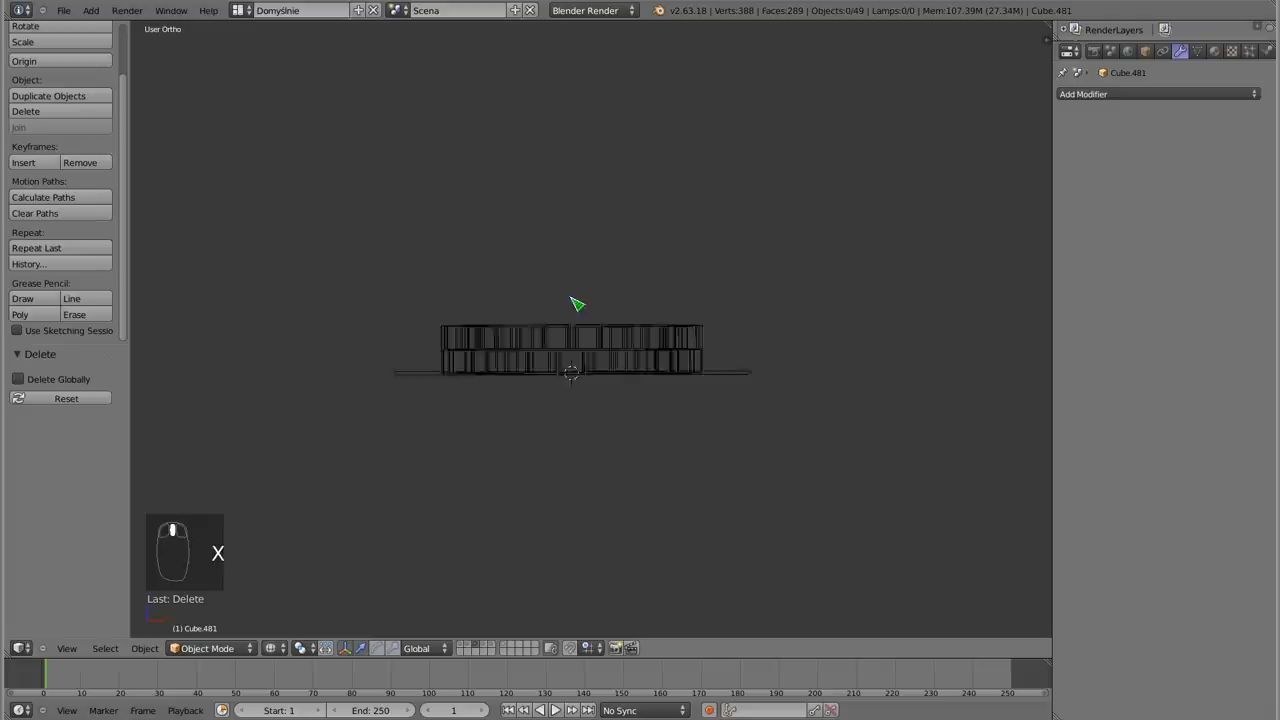 File Add Render Window Help Domyślnie Scena Blender Render v2.63.18 | Verts:388 | Faces:289 | Objects:0/49 | Lamps:0/0 | Mem:107.39M (27.34M) | Cube.481
Rotate
Scale
Origin
Object:
Duplicate Objects
Delete
Join
Keyframes:
Insert Remove
Motion Paths:
Calculate Paths
Clear Paths
Repeat:
Repeat Last
History...
Grease Pencil:
Draw Line
Poly Erase
Use Sketching Sessio
Delete
Delete Globally
Reset
User Ortho
X
Last: Delete
(1) Cube.481
RenderLayers
Cube.481
Add Modifier
View Select Object Object Mode Global
0 10 20 30 40 50 60 70 80 90 100 110 120 130 140 150 160 170 180 190 200 210 220 230 240 250
View Marker Frame Playback Start: 1 End: 250 1 No Sync